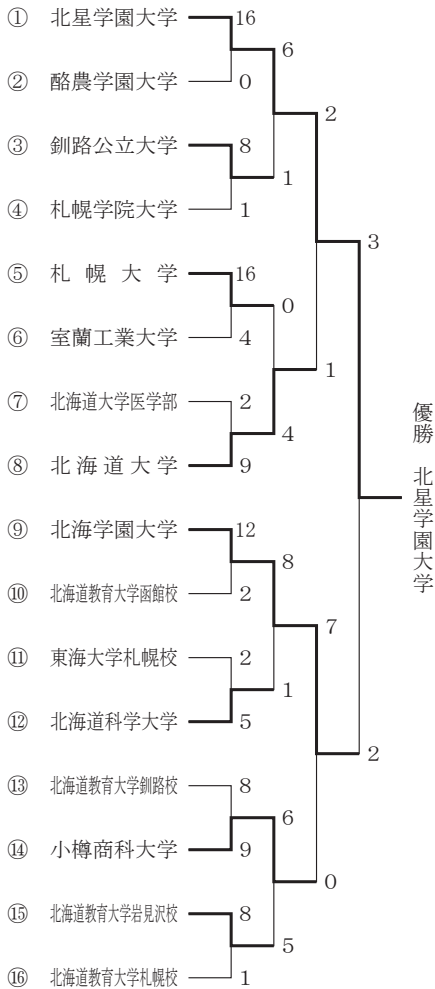 ① 北星学園大学 16
6
② 酪農学園大学 0
2
③ 釧路公立大学 8
1
④ 札幌学院大学 1
3
⑤ 札幌大学 16
0
⑥ 室蘭工業大学 4
1
⑦ 北海道大学医学部 2
4
⑧ 北海道大学 9
優勝 北星学園大学
⑨ 北海学園大学 12
8
⑩ 北海道教育大学函館校 2
7
⑪ 東海大学札幌校 2
1
⑫ 北海道科学大学 5
2
⑬ 北海道教育大学釧路校 8
6
⑭ 小樽商科大学 9
0
⑮ 北海道教育大学岩見沢校 8
5
⑯ 北海道教育大学札幌校 1